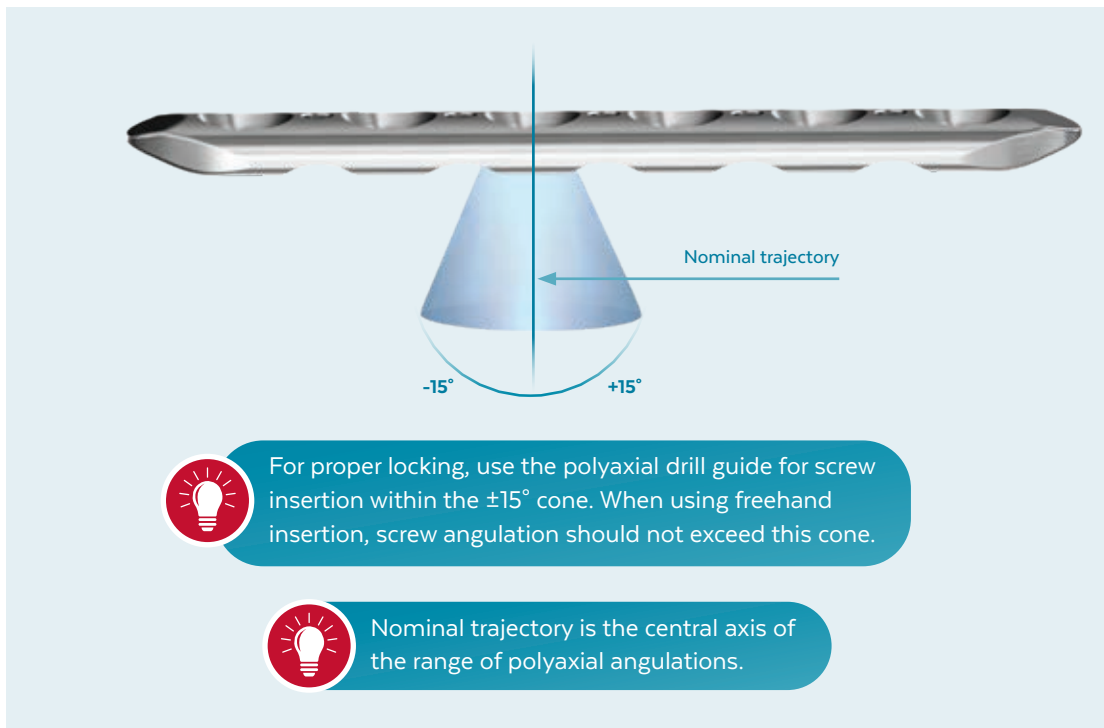 Nominal trajectory
-15°
+15°
For proper locking, use the polyaxial drill guide for screw
insertion within the ±15° cone. When using freehand
insertion, screw angulation should not exceed this cone.
Nominal trajectory is the central axis of
the range of polyaxial angulations.